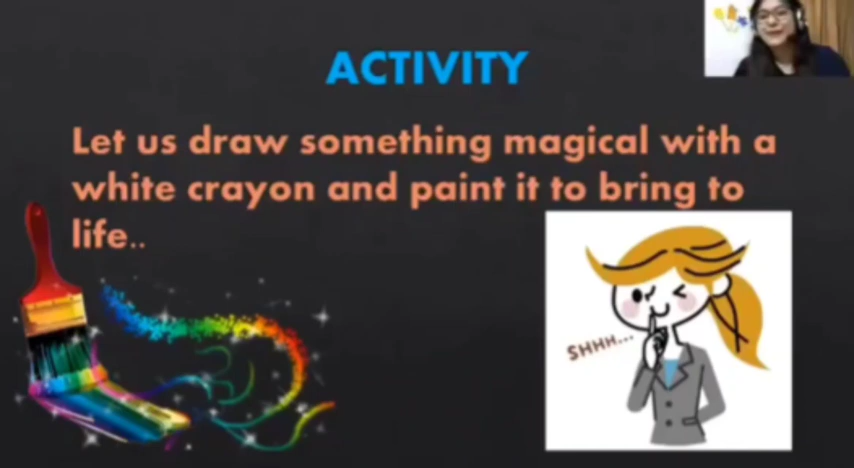 ACTIVITY
Let us draw something magical with a
white crayon and paint it to bring to
life..
SHHH...